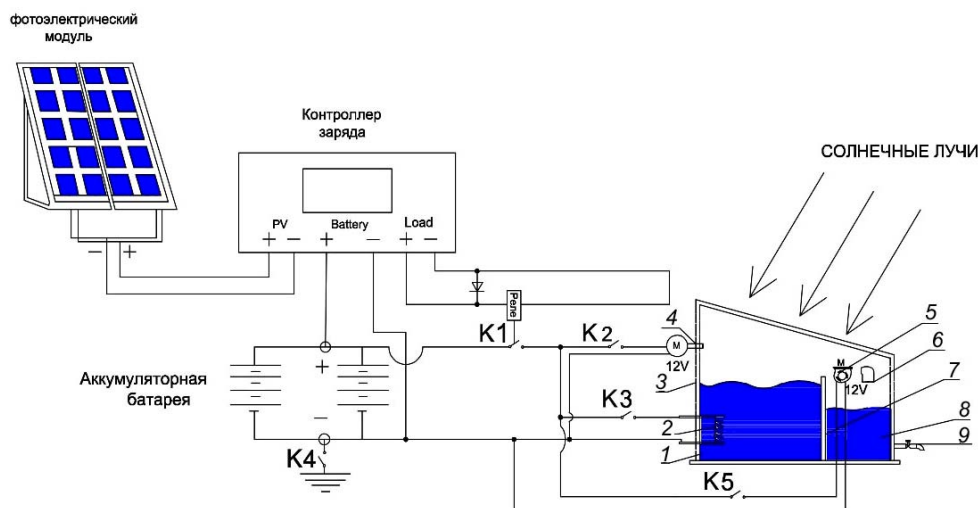 фотоэлектрический
модуль
Контроллер
заряда
СОЛНЕЧНЫЕ ЛУЧИ
PV Battery Load
+ − + − + −
− +
Реле
K1
K2
4
M
12V
5
M
12V
6
7
3
+
Аккумуляторная
батарея
−
K3
2
8
9
K4
1
K5